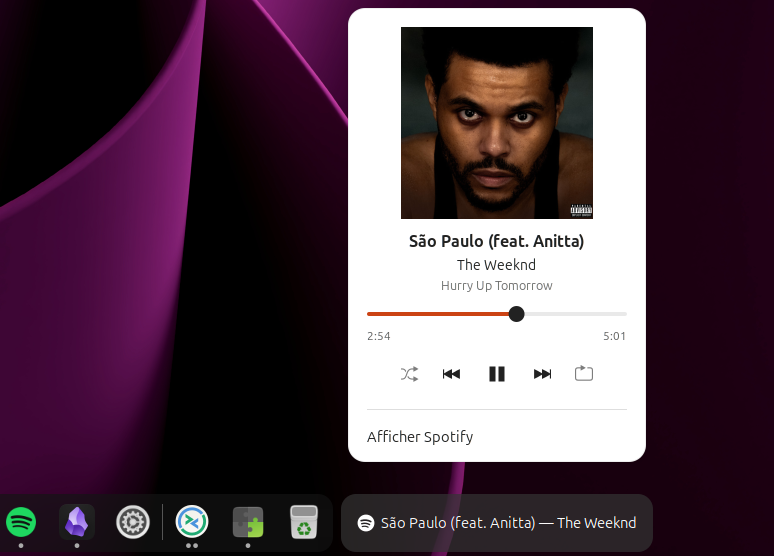 São Paulo (feat. Anitta)
The Weeknd
Hurry Up Tomorrow
2:54 5:01
Afficher Spotify
São Paulo (feat. Anitta) — The Weeknd